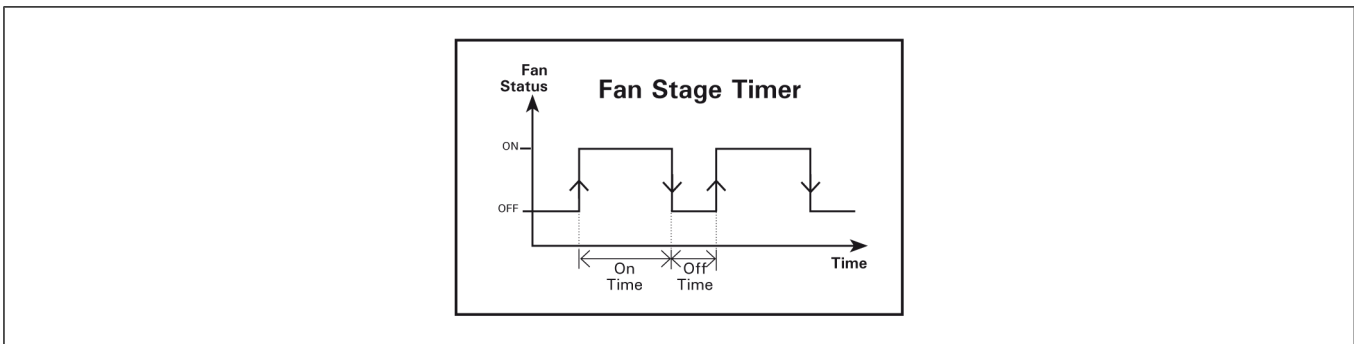 Fan
Status
Fan Stage Timer
ON
OFF
On
Time
Off
Time
Time